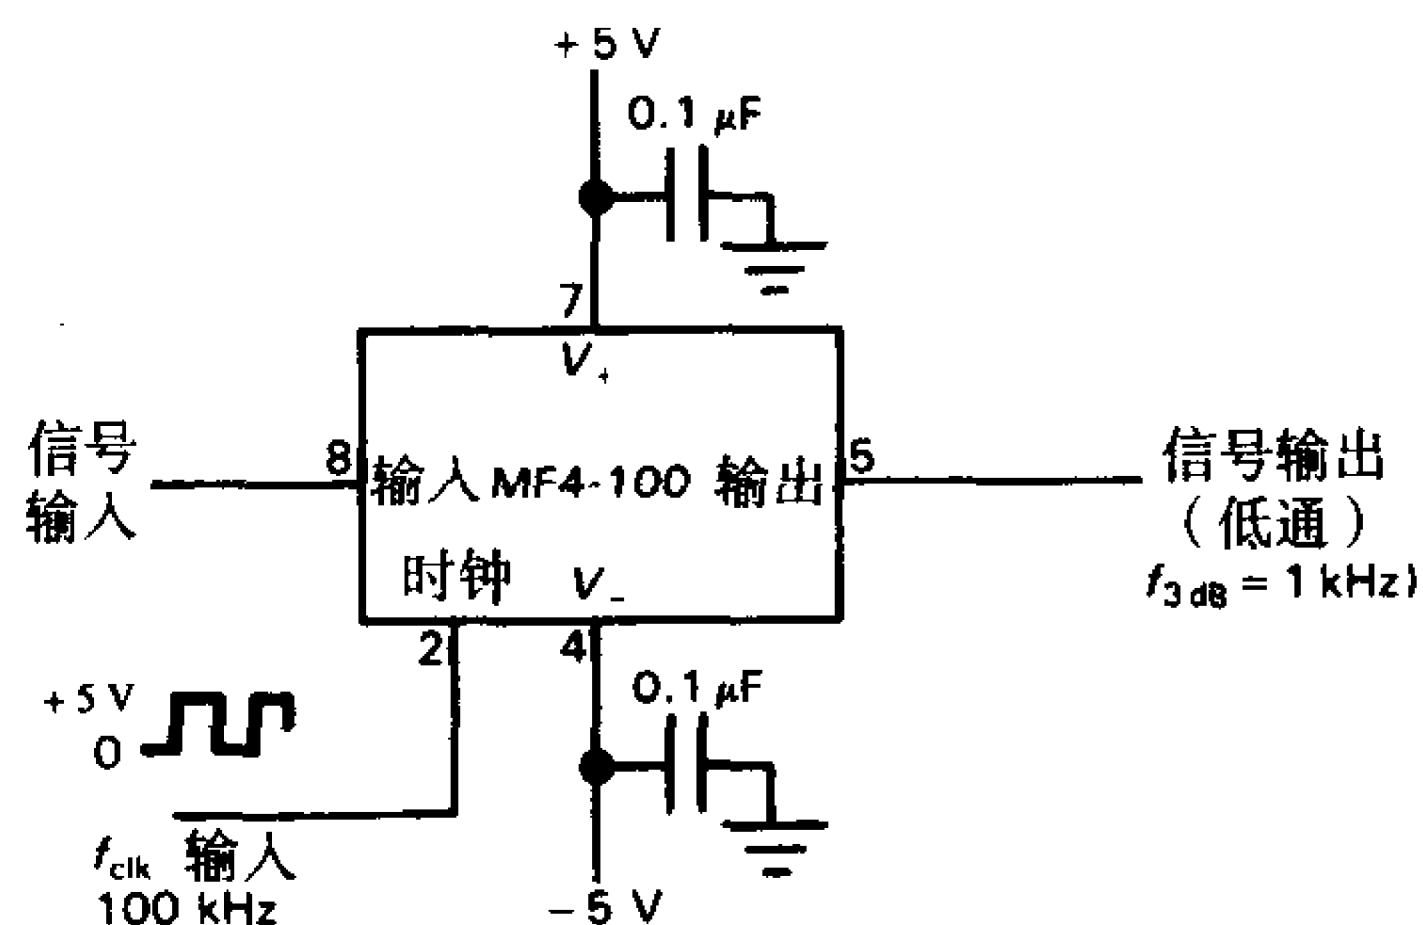 +5 V
0.1 μF
7
V+
信号
输入
8
输入 MF4-100 输出
5
信号输出
（低通）
f3 dB = 1 kHz)
时钟 V−
2
4
+5 V
0
0.1 μF
fclk 输入
100 kHz
−5 V